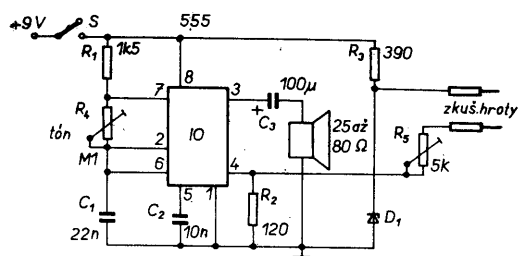 +9V
S
555
R1
1k5
R3
390
8
7
3
100µ
+
C3
R4
tón
M1
2
6
IO
25 až
80 Ω
zkuš. hroty
R5
5k
4
5
1
R2
120
C1
22n
C2
10n
D1